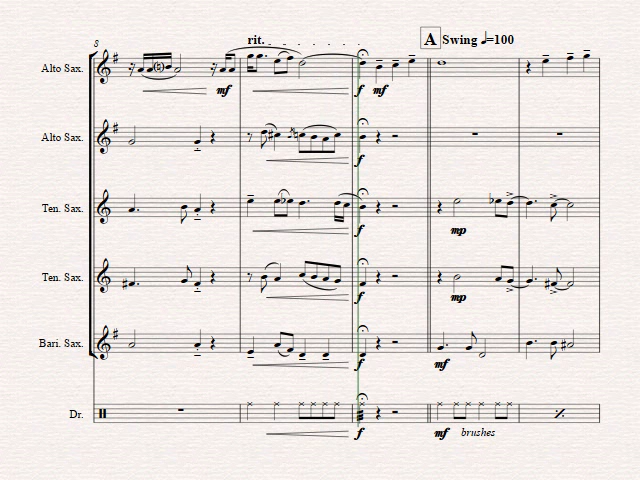 rit.
A Swing ♩=100
8
Alto Sax.
mf
f
mf
Alto Sax.
f
Ten. Sax.
f
mp
Ten. Sax.
f
mp
Bari. Sax.
f
mf
Dr.
f
mf brushes